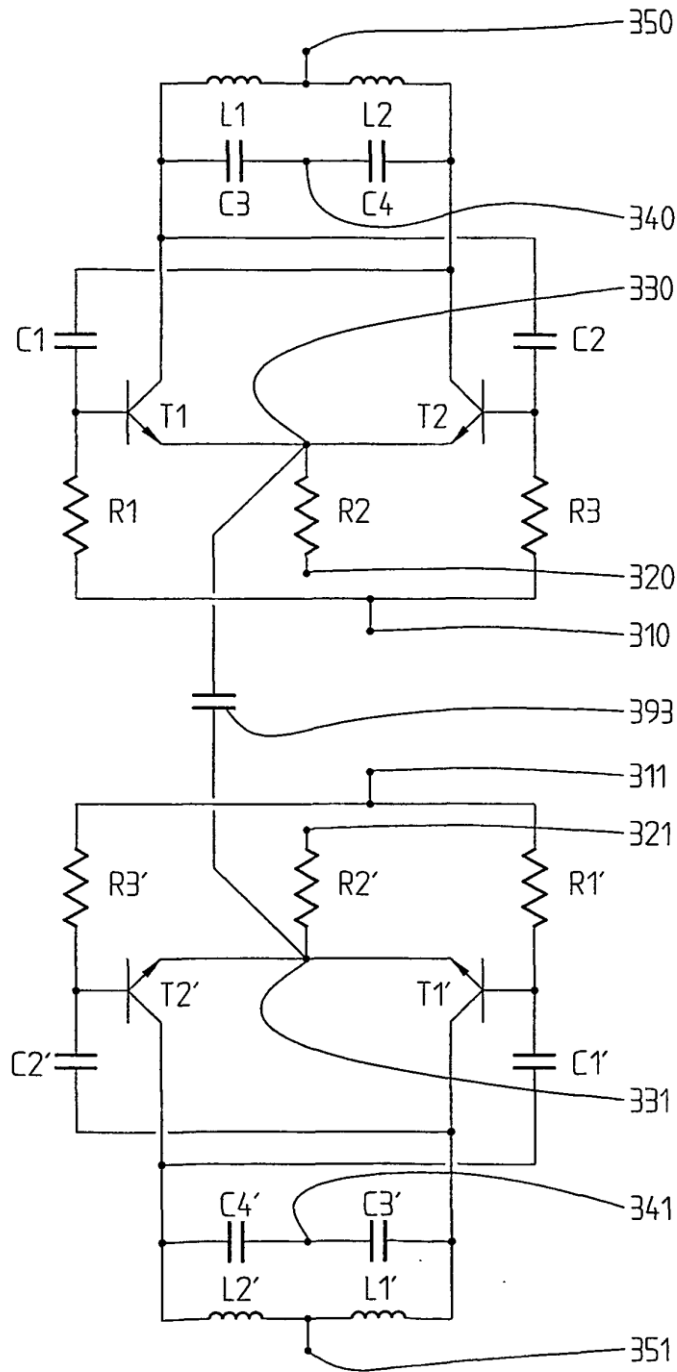 350
L1 L2
C3 C4
340
330
C1 C2
T1 T2
R1 R2 R3
320
310
393
311
321
R3′ R2′ R1′
T2′ T1′
C2′ C1′
331
C4′ C3′
341
L2′ L1′
351